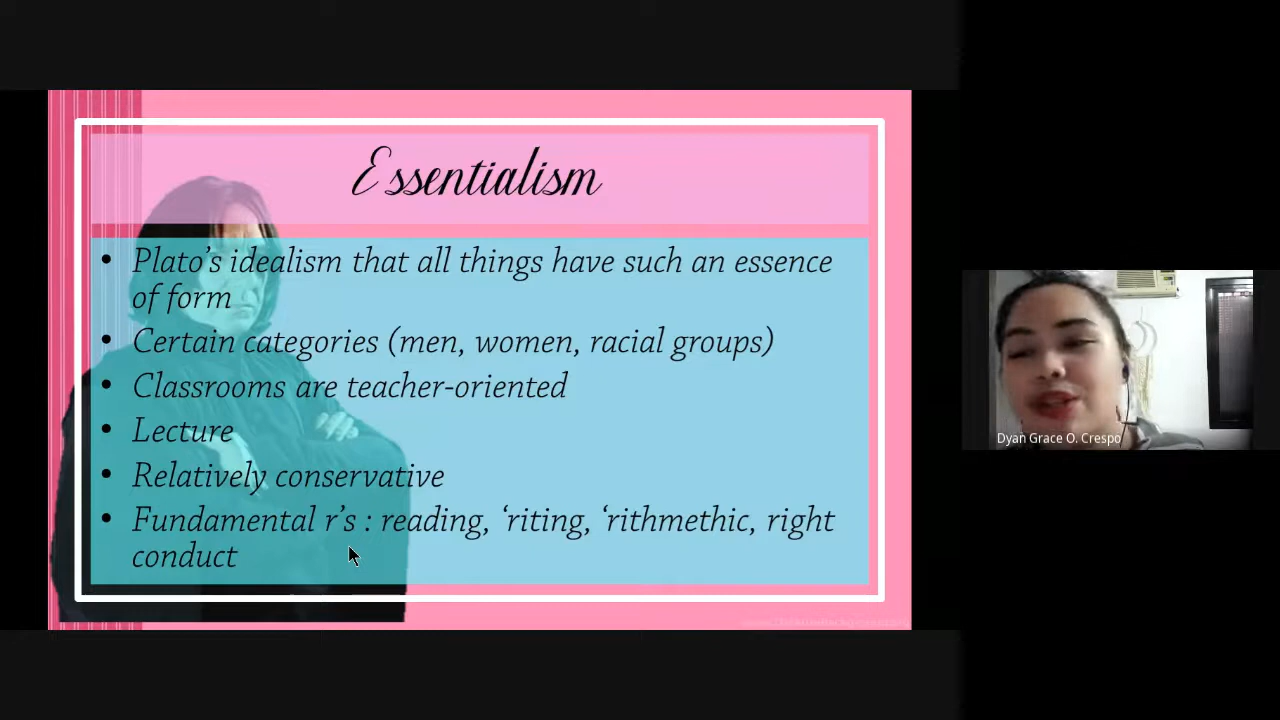 Essentialism
• Plato’s idealism that all things have such an essence
of form
• Certain categories (men, women, racial groups)
• Classrooms are teacher-oriented
• Lecture
• Relatively conservative
• Fundamental r’s : reading, ‘riting, ‘rithmethic, right
conduct
Dyan Grace O. Crespo